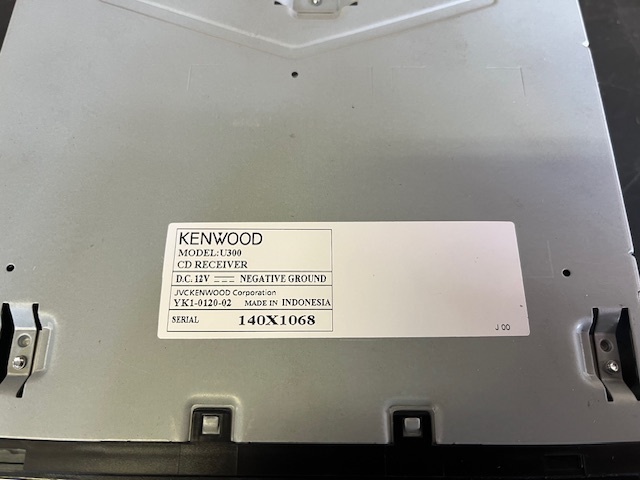 KENWOOD
MODEL:U300
CD RECEIVER
D.C. 12V NEGATIVE GROUND
JVCKENWOOD Corporation
YK1-0120-02 MADE IN INDONESIA
SERIAL 140X1068
J 00